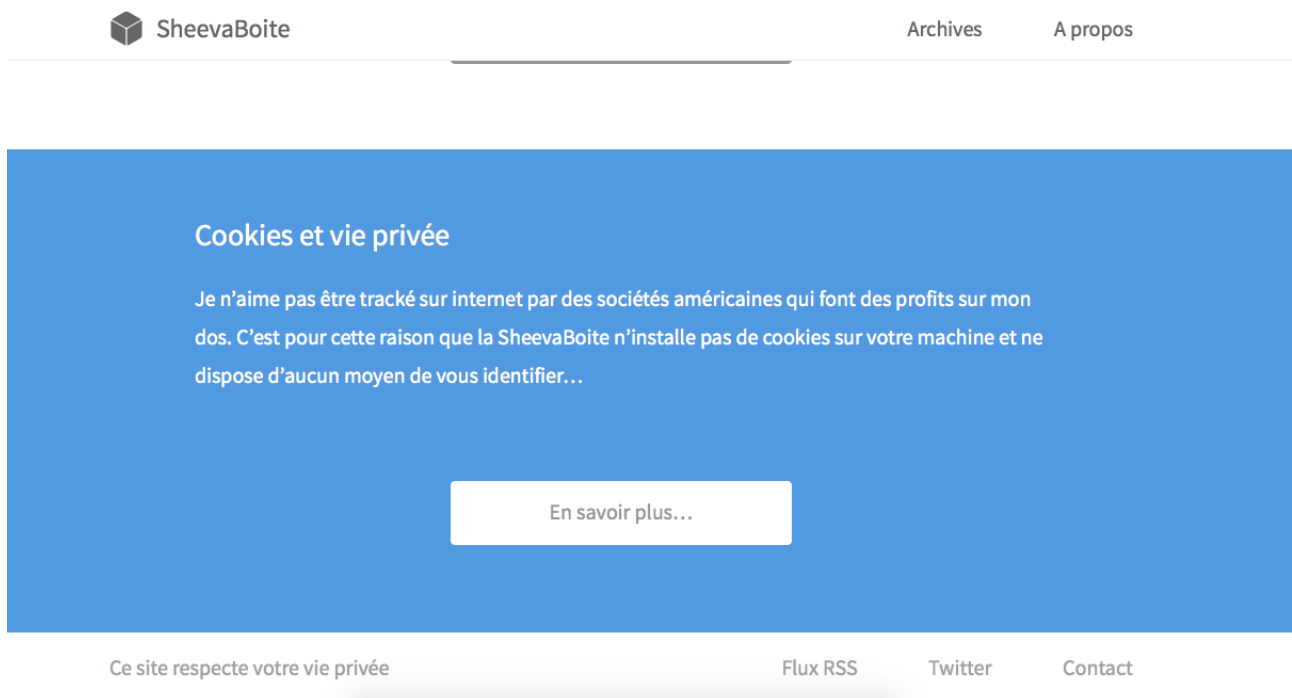 SheevaBoite
Archives
A propos
Cookies et vie privée
Je n’aime pas être tracké sur internet par des sociétés américaines qui font des profits sur mon
dos. C’est pour cette raison que la SheevaBoite n’installe pas de cookies sur votre machine et ne
dispose d’aucun moyen de vous identifier…
En savoir plus…
Ce site respecte votre vie privée
Flux RSS
Twitter
Contact